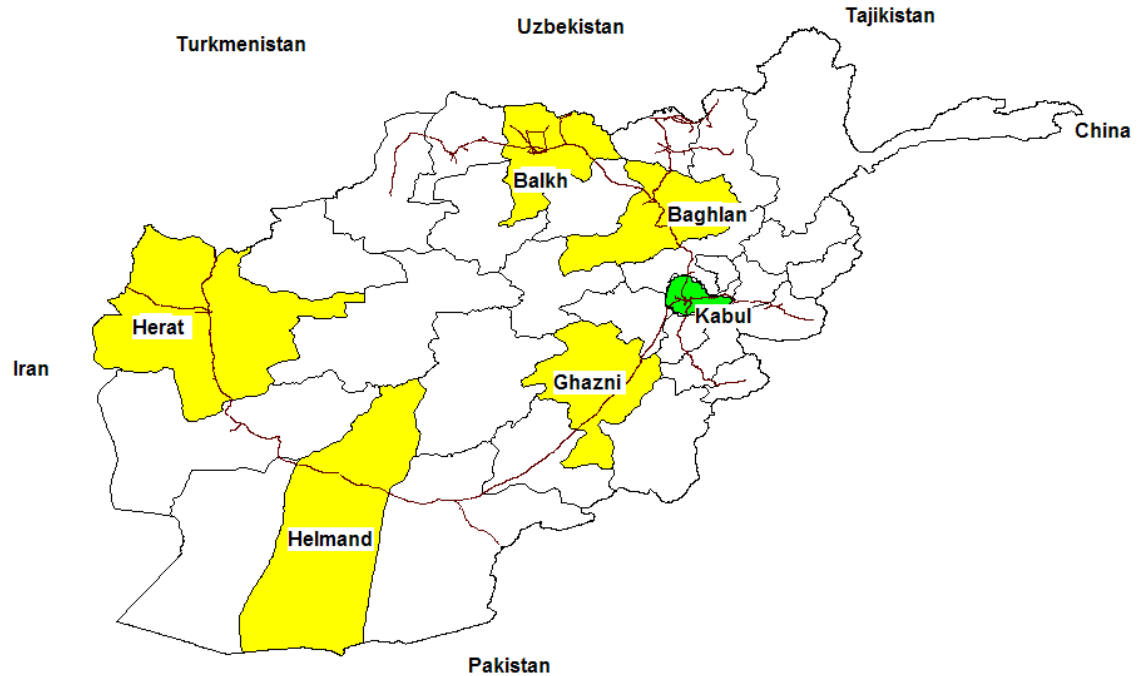 Tajikistan
Uzbekistan
Turkmenistan
China
Balkh
Baghlan
Kabul
Herat
Iran
Ghazni
Helmand
Pakistan